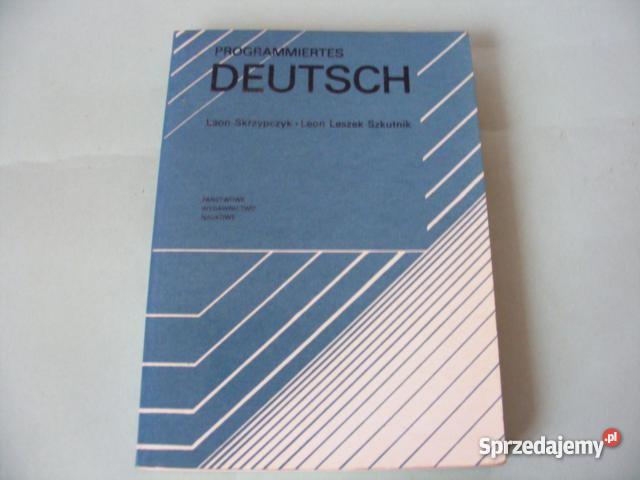 PROGRAMMIERTES
DEUTSCH
Leon Skrzypczyk • Leon Leszek Szkutnik
PAŃSTWOWE
WYDAWNICTWO
NAUKOWE
Sprzedajemy.pl